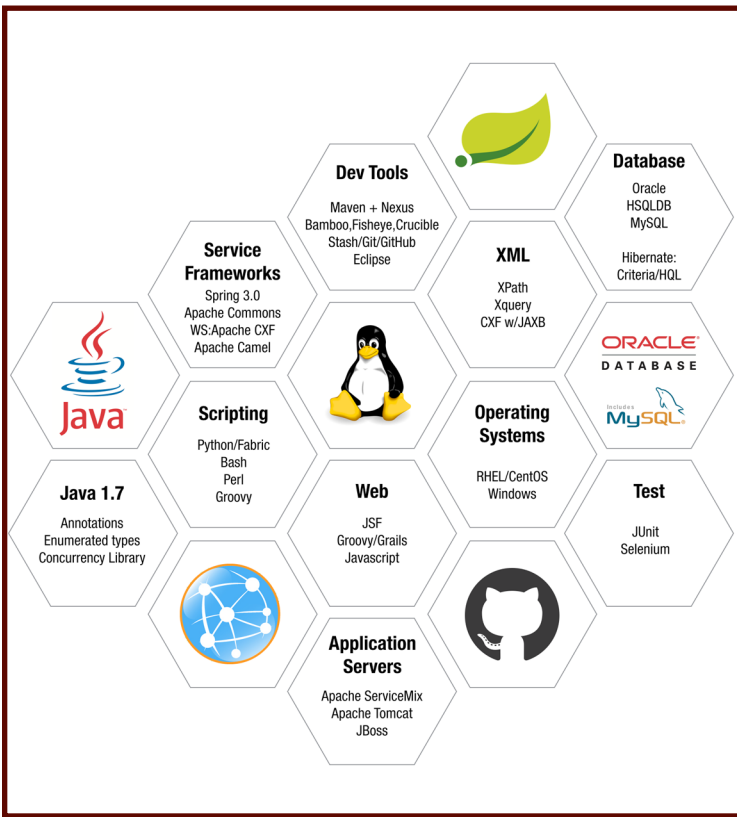 Dev Tools
Maven + Nexus
Bamboo,Fisheye,Crucible
Stash/Git/GitHub
Eclipse
Database
Oracle
HSQLDB
MySQL
Hibernate:
Criteria/HQL
Service
Frameworks
Spring 3.0
Apache Commons
WS:Apache CXF
Apache Camel
XML
XPath
Xquery
CXF w/JAXB
Java
ORACLE
DATABASE
Includes
MySQL
Scripting
Python/Fabric
Bash
Perl
Groovy
Operating
Systems
RHEL/CentOS
Windows
Java 1.7
Annotations
Enumerated types
Concurrency Library
Web
JSF
Groovy/Grails
Javascript
Test
JUnit
Selenium
Application
Servers
Apache ServiceMix
Apache Tomcat
JBoss